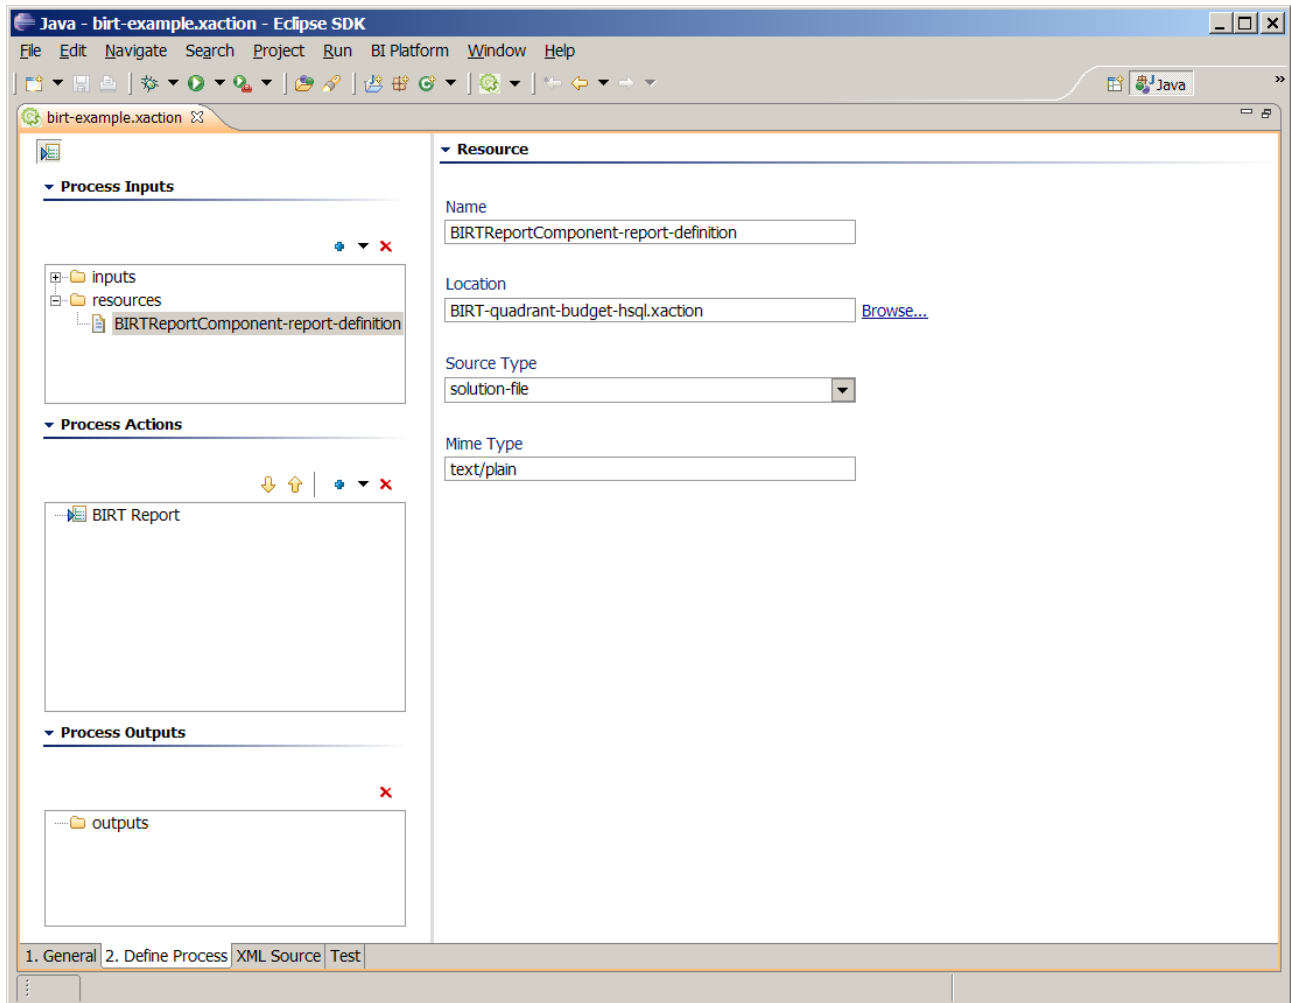 Java - birt-example.xaction - Eclipse SDK
File Edit Navigate Search Project Run BI Platform Window Help
Java
»
birt-example.xaction
Process Inputs
inputs
resources
BIRTReportComponent-report-definition
Process Actions
BIRT Report
Process Outputs
outputs
Resource
Name
BIRTReportComponent-report-definition
Location
BIRT-quadrant-budget-hsql.xaction
Browse...
Source Type
solution-file
Mime Type
text/plain
1. General 2. Define Process XML Source Test